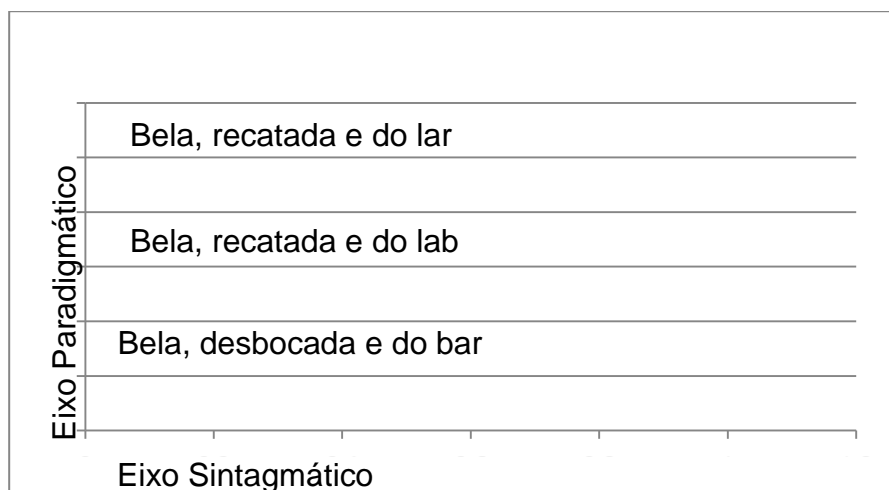 Bela, recatada e do lar
Bela, recatada e do lab
Bela, desbocada e do bar
Eixo Paradigmático
Eixo Sintagmático